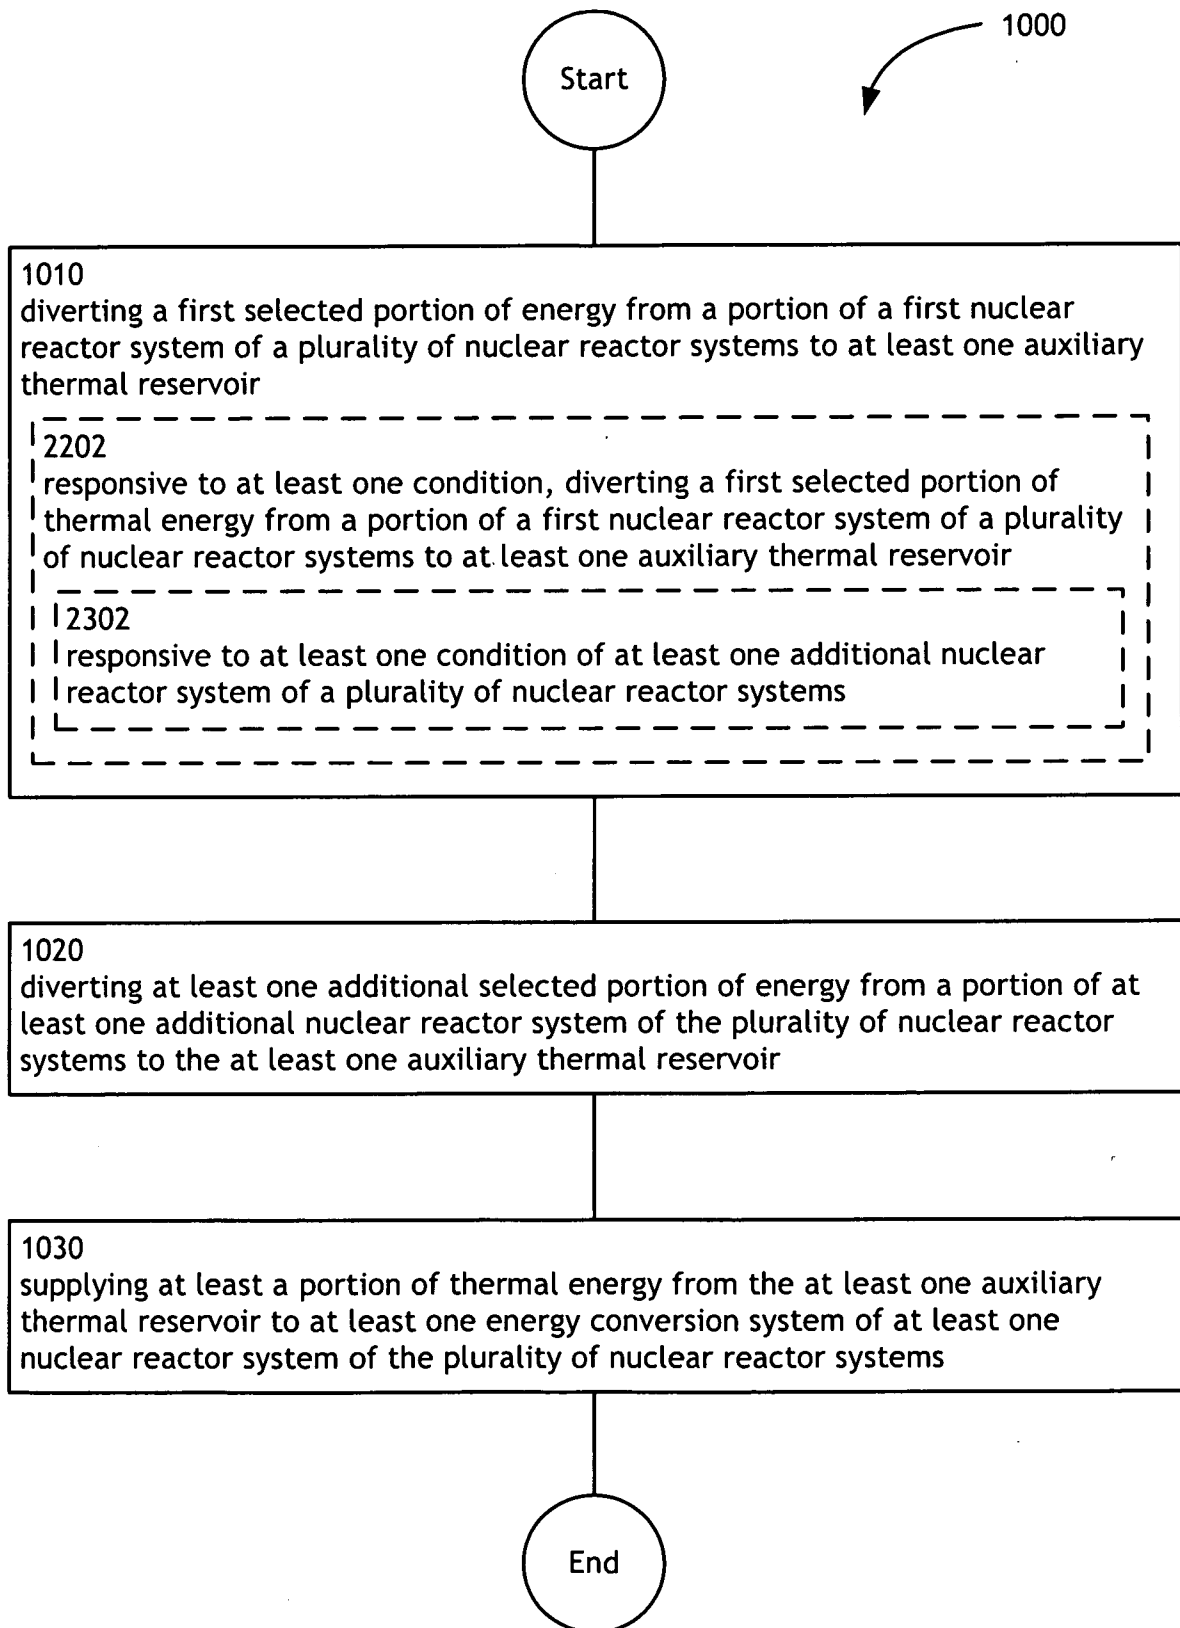 1000
Start
1010
diverting a first selected portion of energy from a portion of a first nuclear
reactor system of a plurality of nuclear reactor systems to at least one auxiliary
thermal reservoir
2202
responsive to at least one condition, diverting a first selected portion of
thermal energy from a portion of a first nuclear reactor system of a plurality
of nuclear reactor systems to at least one auxiliary thermal reservoir
2302
responsive to at least one condition of at least one additional nuclear
reactor system of a plurality of nuclear reactor systems
1020
diverting at least one additional selected portion of energy from a portion of at
least one additional nuclear reactor system of the plurality of nuclear reactor
systems to the at least one auxiliary thermal reservoir
1030
supplying at least a portion of thermal energy from the at least one auxiliary
thermal reservoir to at least one energy conversion system of at least one
nuclear reactor system of the plurality of nuclear reactor systems
End